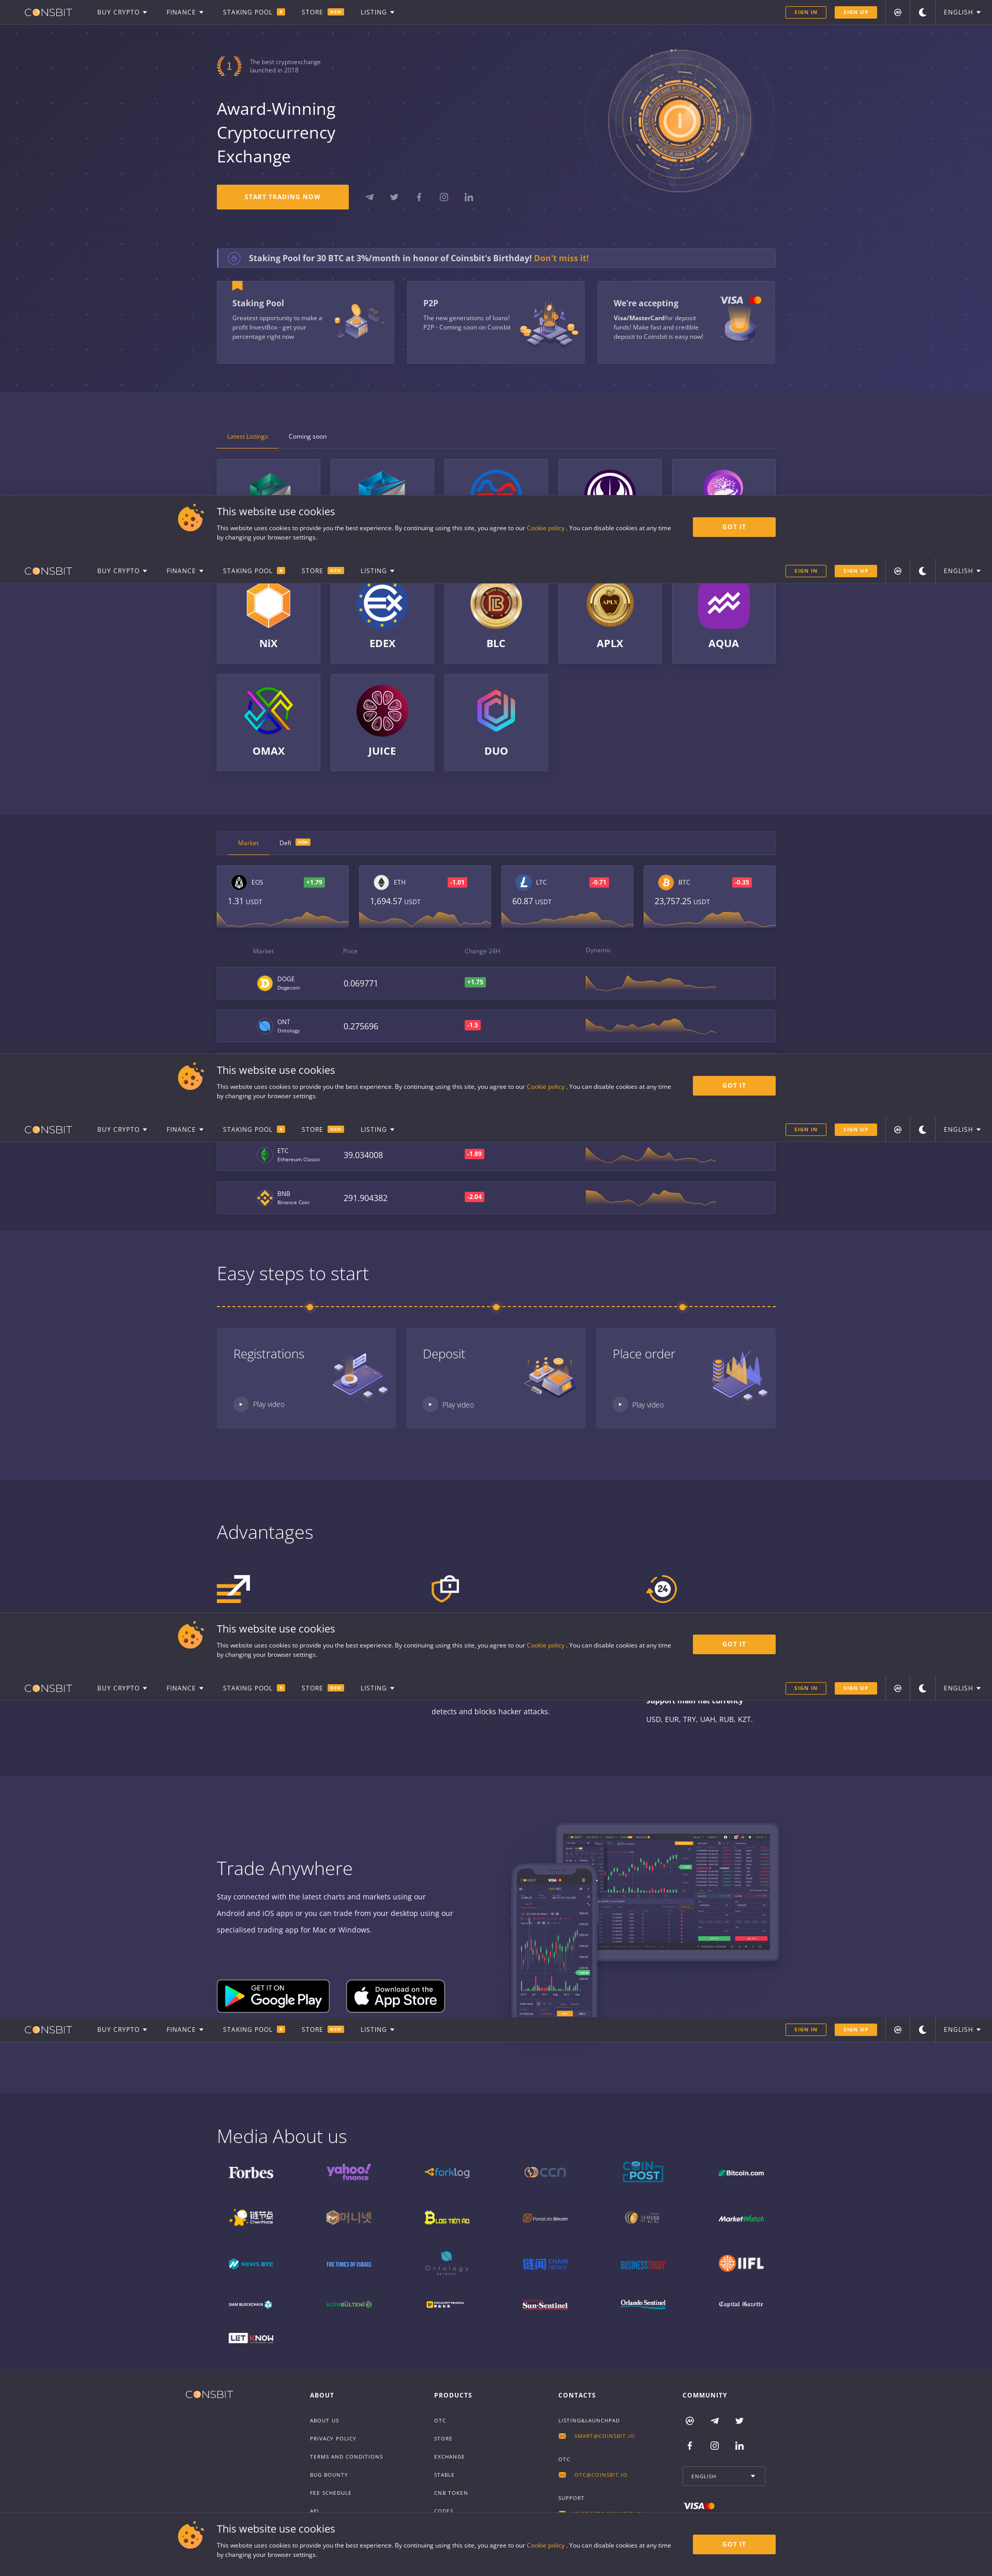 CONSBIT BUY CRYPTO FINANCE STAKING POOL STORE NEW LISTING SIGN IN SIGN UP ENGLISH
1 The best cryptoexchange
launched in 2018
Award-Winning
Cryptocurrency
Exchange
START TRADING NOW
Staking Pool for 30 BTC at 3%/month in honor of Coinsbit's Birthday! Don't miss it!
Staking Pool
Greatest opportunity to make a
profit InvestBox - get your
percentage right now
P2P
The new generations of loans!
P2P - Coming soon on Coinsbit
We're accepting
Visa/MasterCardfor deposit
funds! Make fast and credible
deposit to Coinsbit is easy now!
VISA
Latest Listings Coming soon
This website use cookies
This website uses cookies to provide you the best experience. By continuing using this site, you agree to our Cookie policy . You can disable cookies at any time
by changing your browser settings.
GOT IT
CONSBIT BUY CRYPTO FINANCE STAKING POOL STORE NEW LISTING SIGN IN SIGN UP ENGLISH
NiX EDEX BLC APLX AQUA
OMAX JUICE DUO
Market Defi NEW
EOS +1.79
1.31 USDT
ETH -1.01
1,694.57 USDT
LTC -0.71
60.87 USDT
BTC -0.35
23,757.25 USDT
Market Price Change 24H Dynamic
DOGE
Dogecoin
0.069771 +1.75
ONT
Ontology
0.275696 -1.5
This website use cookies
This website uses cookies to provide you the best experience. By continuing using this site, you agree to our Cookie policy . You can disable cookies at any time
by changing your browser settings.
GOT IT
CONSBIT BUY CRYPTO FINANCE STAKING POOL STORE NEW LISTING SIGN IN SIGN UP ENGLISH
ETC
Ethereum Classic
39.034008 -1.89
BNB
Binance Coin
291.904382 -2.04
Easy steps to start
Registrations
Play video
Deposit
Play video
Place order
Play video
Advantages
24
This website use cookies
This website uses cookies to provide you the best experience. By continuing using this site, you agree to our Cookie policy . You can disable cookies at any time
by changing your browser settings.
GOT IT
CONSBIT BUY CRYPTO FINANCE STAKING POOL STORE NEW LISTING SIGN IN SIGN UP ENGLISH
Support main fiat currency
detects and blocks hacker attacks.
USD, EUR, TRY, UAH, RUB, KZT.
Trade Anywhere
Stay connected with the latest charts and markets using our
Android and iOS apps or you can trade from your desktop using our
specialised trading app for Mac or Windows.
GET IT ON
Google Play
Download on the
App Store
CONSBIT BUY CRYPTO FINANCE STAKING POOL STORE NEW LISTING SIGN IN SIGN UP ENGLISH
Media About us
Forbes yahoo! finance forklog CCN COIN POST Bitcoin.com
链节点 ChainNode 머니넷 BLOG TIỀN ẢO Portal do Bitcoin 코인판 MarketWatch
NEWS BTC THE TIMES OF ISRAEL Ontology 链闻 CHAIN NEWS BUSINESS TODAY IIFL
SIAM BLOCKCHAIN KOINBÜLTENİ Sun-Sentinel Orlando Sentinel Capital Gazette
LET KNOW
CONSBIT
ABOUT
ABOUT US
PRIVACY POLICY
TERMS AND CONDITIONS
BUG BOUNTY
FEE SCHEDULE
API
PRODUCTS
OTC
STORE
EXCHANGE
STABLE
CNB TOKEN
CODES
CONTACTS
LISTING&LAUNCHPAD
SMART@COINSBIT.IO
OTC
OTC@COINSBIT.IO
SUPPORT
COMMUNITY
ENGLISH
VISA
This website use cookies
This website uses cookies to provide you the best experience. By continuing using this site, you agree to our Cookie policy . You can disable cookies at any time
by changing your browser settings.
GOT IT